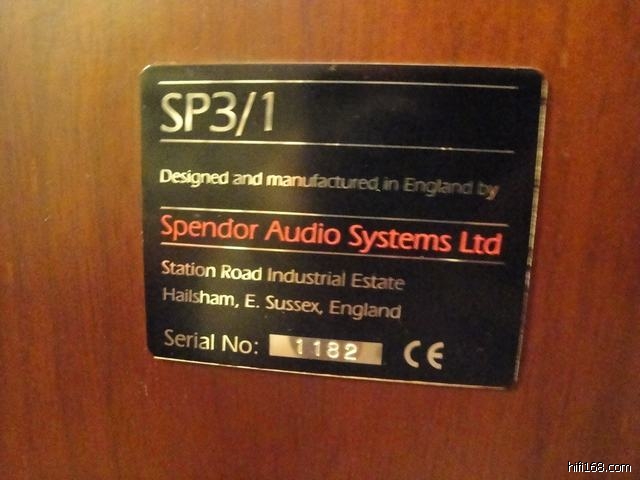 SP3/1
Designed and manufactured in England by
Spendor Audio Systems Ltd
Station Road Industrial Estate
Hailsham, E. Sussex, England
Serial No: 1182 CE
hifi168.com